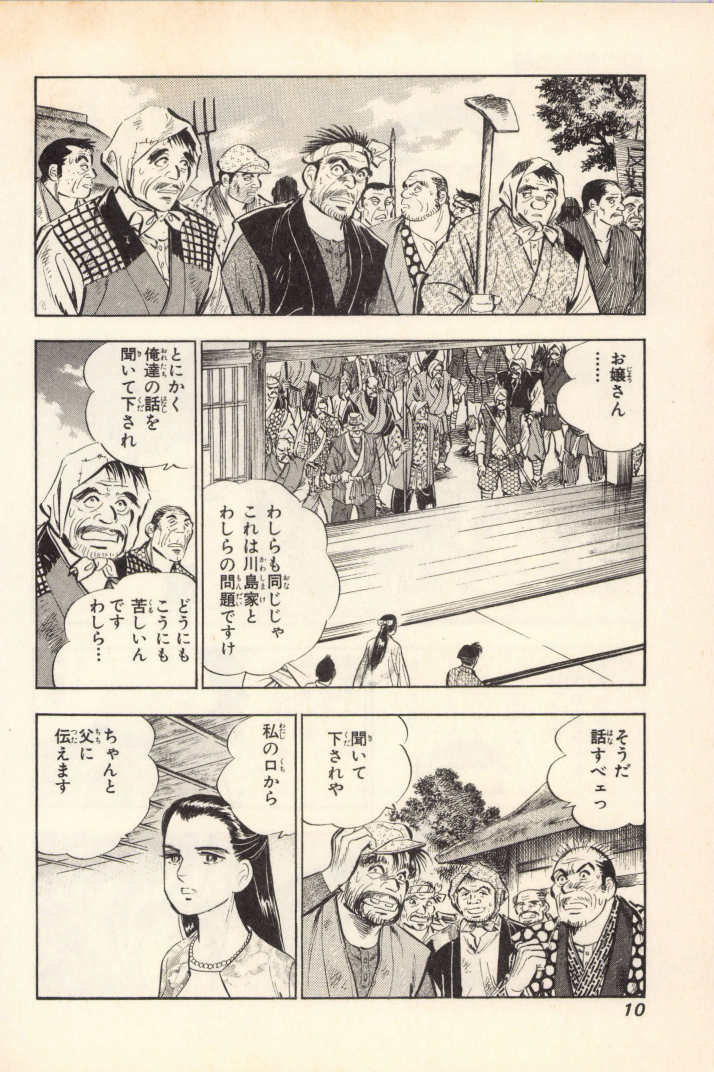 お嬢さん
……
わしらも同じじゃ
これは川島家と
わしらの問題ですけ
とにかく
俺達の話を
聞いて下され
どうにも
こうにも
苦しいん
です
わしら…
そうだ
話すベェっ
聞いて
下されや
私の口から
ちゃんと
父に
伝えます
10